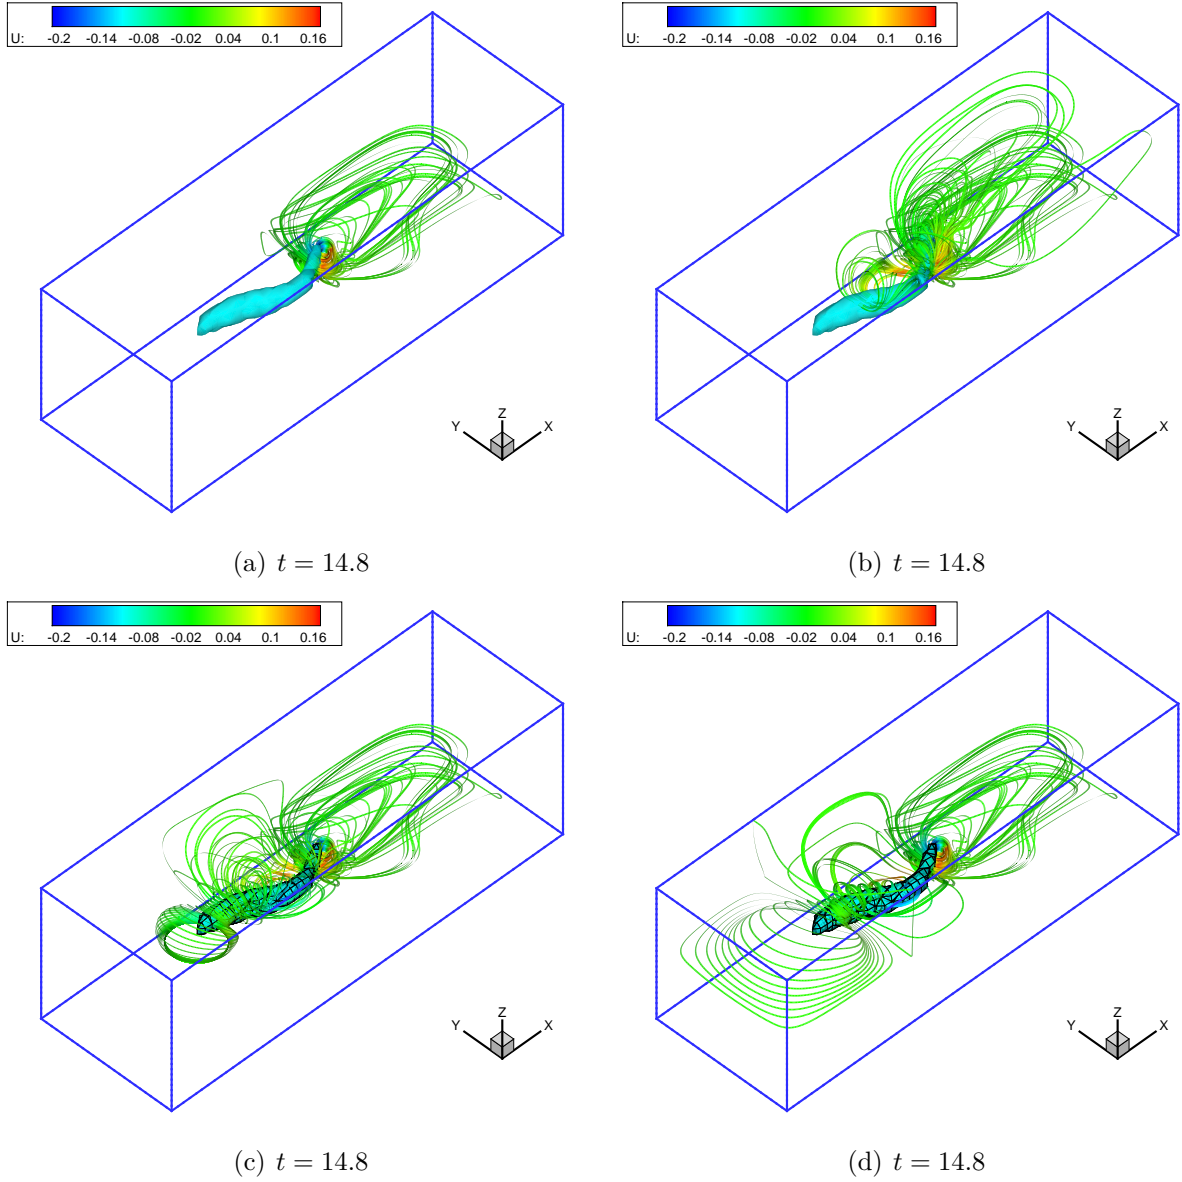 U: -0.2 -0.14 -0.08 -0.02 0.04 0.1 0.16
Z
Y X
(a) t = 14.8
U: -0.2 -0.14 -0.08 -0.02 0.04 0.1 0.16
Z
Y X
(b) t = 14.8
U: -0.2 -0.14 -0.08 -0.02 0.04 0.1 0.16
Z
Y X
(c) t = 14.8
U: -0.2 -0.14 -0.08 -0.02 0.04 0.1 0.16
Z
Y X
(d) t = 14.8